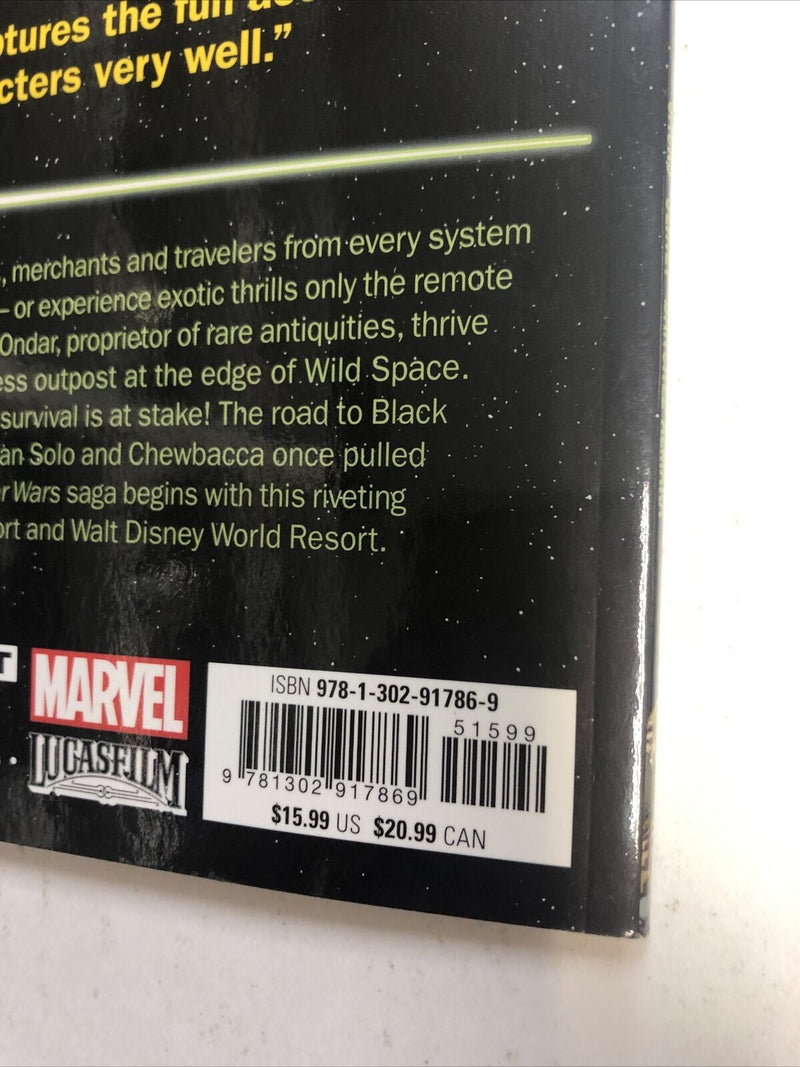 ptures the fun
cters very well.”
, merchants and travelers from every system
– or experience exotic thrills only the remote
Ondar, proprietor of rare antiquities, thrive
ess outpost at the edge of Wild Space.
survival is at stake! The road to Black
an Solo and Chewbacca once pulled
r Wars saga begins with this riveting
ort and Walt Disney World Resort.
T
MARVEL
LUCASFILM
ISBN 978-1-302-91786-9
51599
9 781302 917869
$15.99 US $20.99 CAN